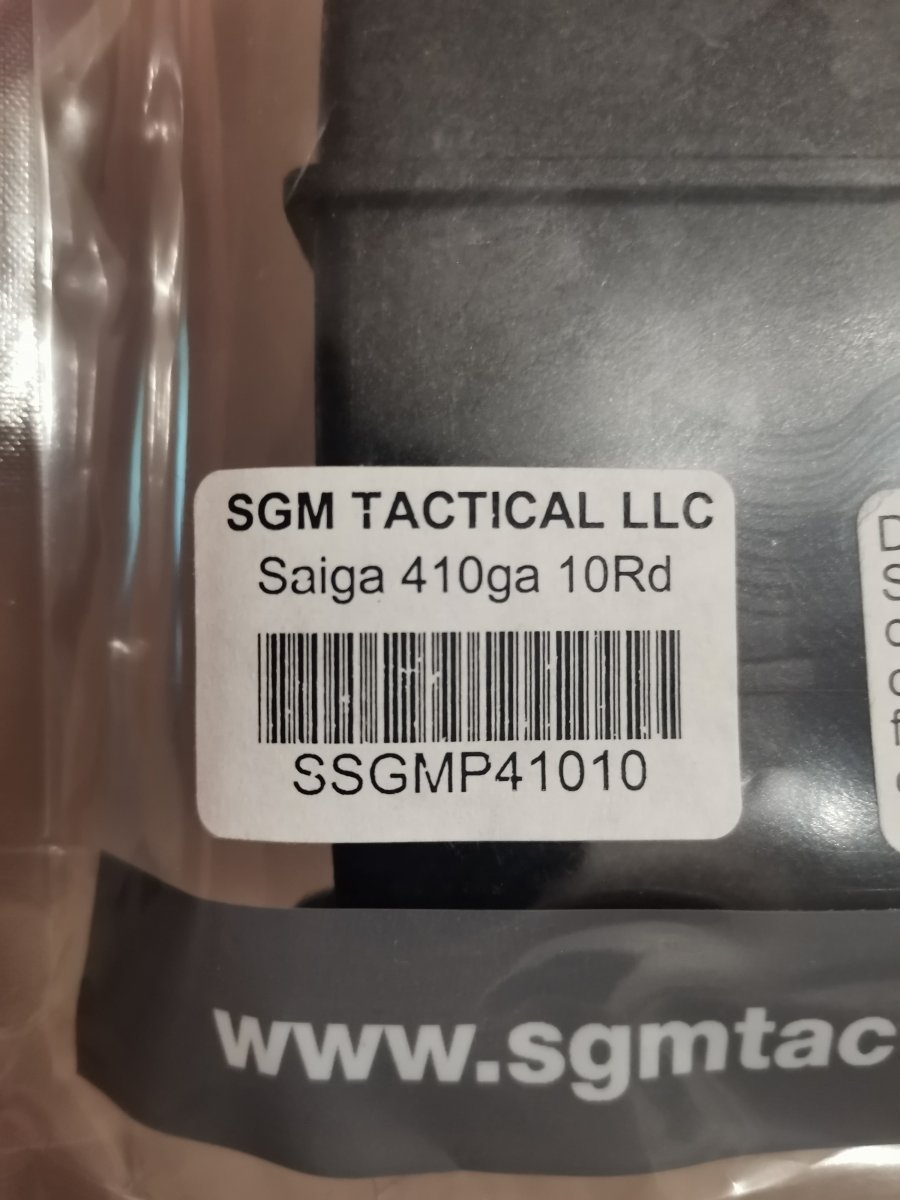 SGM TACTICAL LLC
Saiga 410ga 10Rd
SSGMP41010
www.sgmtac